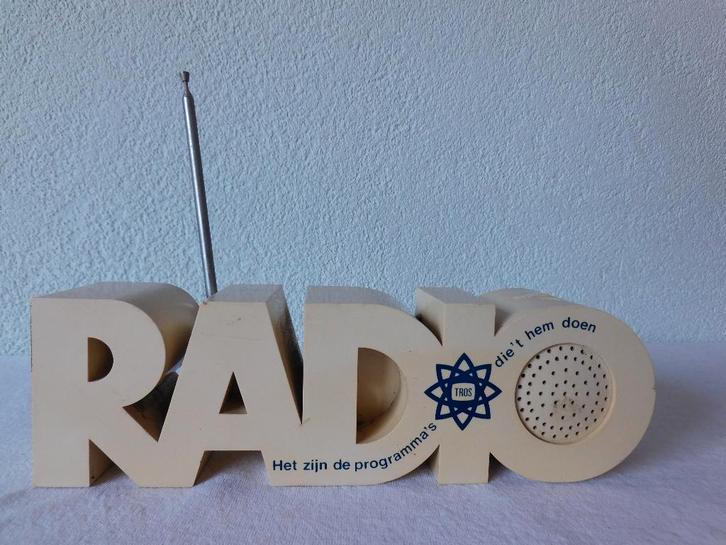 RADIO
Het zijn de programma's
TROS
die't hem doen